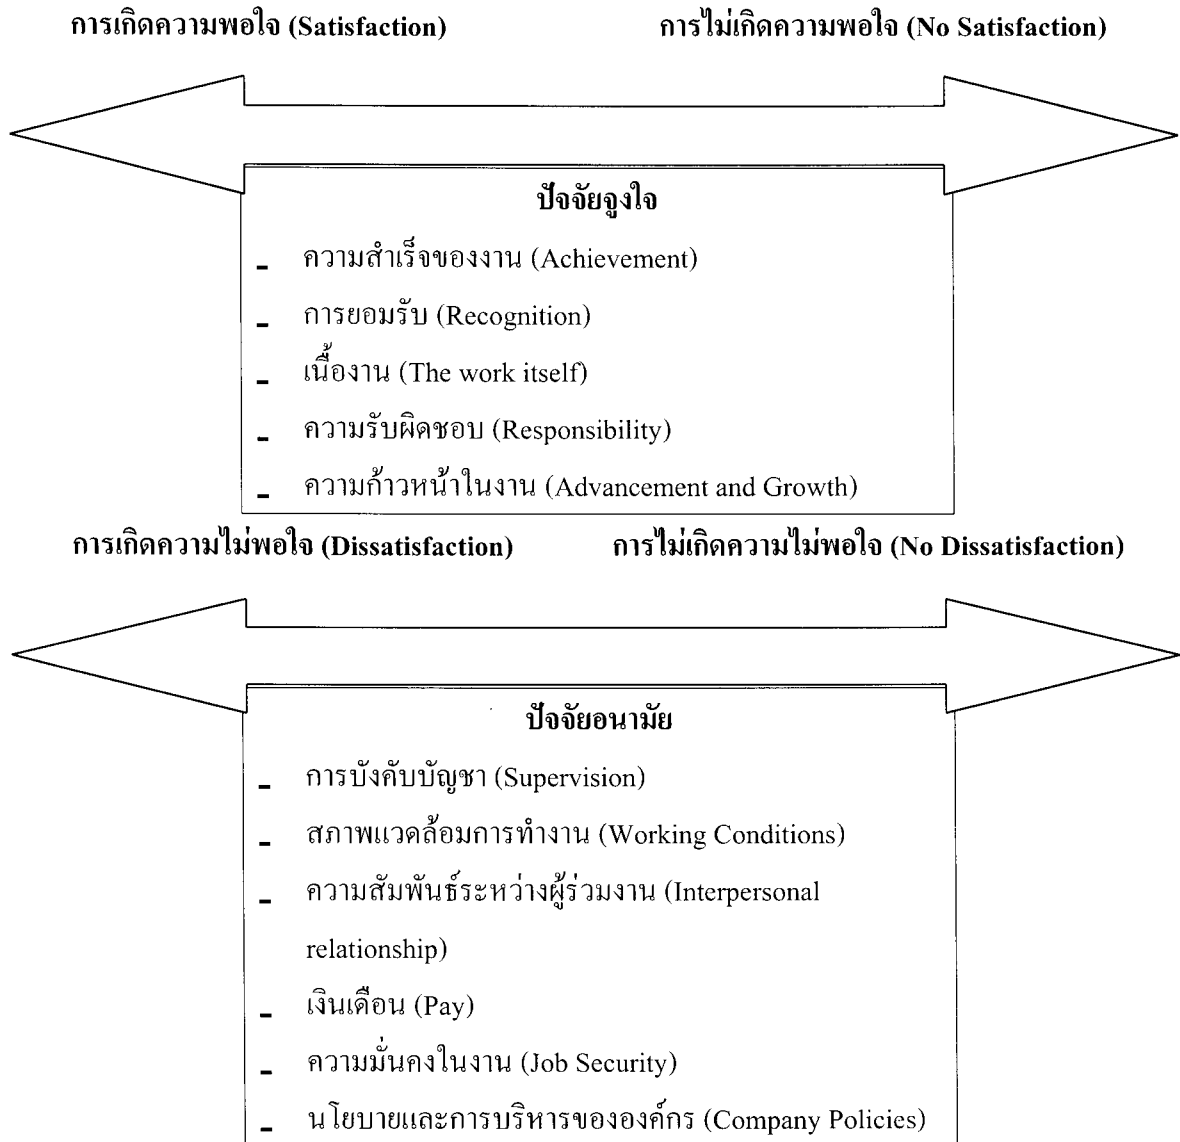 การเกิดความพอใจ (Satisfaction) การไม่เกิดความพอใจ (No Satisfaction)
ปัจจัยจูงใจ
- ความสำเร็จของงาน (Achievement)
- การยอมรับ (Recognition)
- เนื้องาน (The work itself)
- ความรับผิดชอบ (Responsibility)
- ความก้าวหน้าในงาน (Advancement and Growth)
การเกิดความไม่พอใจ (Dissatisfaction) การไม่เกิดความไม่พอใจ (No Dissatisfaction)
ปัจจัยอนามัย
- การบังคับบัญชา (Supervision)
- สภาพแวดล้อมการทำงาน (Working Conditions)
- ความสัมพันธ์ระหว่างผู้ร่วมงาน (Interpersonal
relationship)
- เงินเดือน (Pay)
- ความมั่นคงในงาน (Job Security)
- นโยบายและการบริหารขององค์กร (Company Policies)